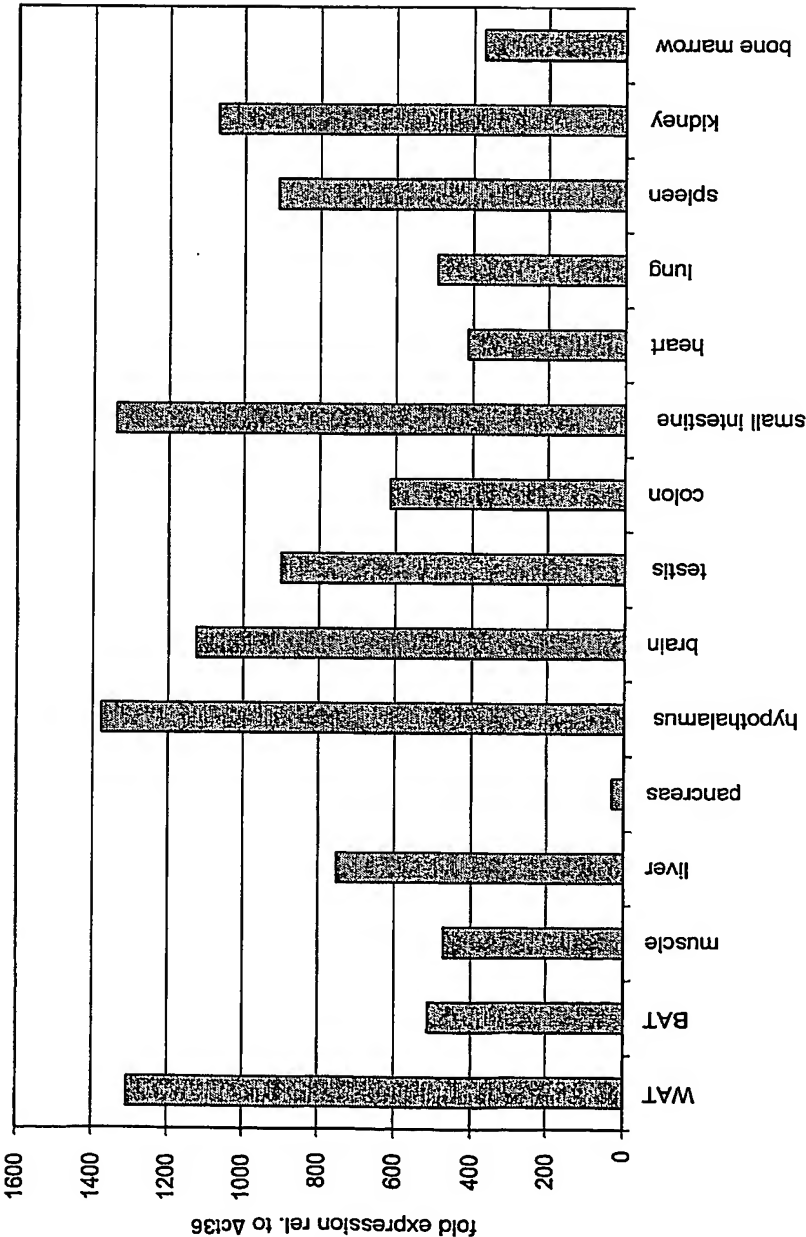 fold expression rel. to Δct36
1600
1400
1200
1000
800
600
400
200
0
WAT
BAT
muscle
liver
pancreas
hypothalamus
brain
testis
colon
small intestine
heart
lung
spleen
kidney
bone marrow